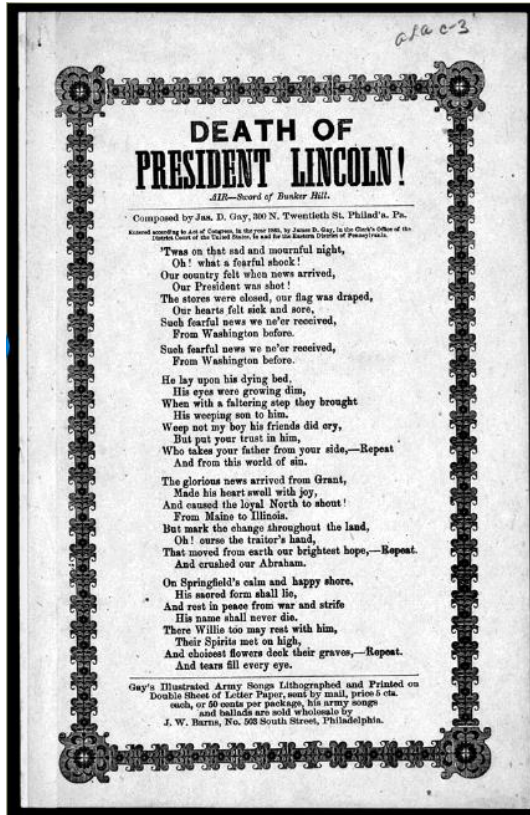 ala c-3
DEATH OF
PRESIDENT LINCOLN!
AIR—Sword of Bunker Hill.
Composed by Jas. D. Gay, 300 N. Twentieth St. Philad'a. Pa.
Entered according to Act of Congress, in the year 1865, by James D. Gay, in the Clerk's Office of the
District Court of the United States, in and for the Eastern District of Pennsylvania.
'Twas on that sad and mournful night,
Oh! what a fearful shock!
Our country felt when news arrived,
Our President was shot!
The stores were closed, our flag was draped,
Our hearts felt sick and sore,
Such fearful news we ne'er received,
From Washington before.
Such fearful news we ne'er received,
From Washington before.
He lay upon his dying bed,
His eyes were growing dim,
When with a faltering step they brought
His weeping son to him.
Weep not my boy his friends did cry,
But put your trust in him,
Who takes your father from your side,—Repeat
And from this world of sin.
The glorious news arrived from Grant,
Made his heart swell with joy,
And caused the loyal North to shout!
From Maine to Illinois.
But mark the change throughout the land,
Oh! curse the traitor's hand,
That moved from earth our brightest hope,—Repeat.
And crushed our Abraham.
On Springfield's calm and happy shore,
His sacred form shall lie,
And rest in peace from war and strife
His name shall never die.
There Willie too may rest with him,
Their Spirits met on high,
And choicest flowers deck their graves,—Repeat.
And tears fill every eye.
Gay's Illustrated Army Songs Lithographed and Printed on
Double Sheet of Letter Paper, sent by mail, price 5 cts.
each, or 50 cents per package, his army songs
and ballads are sold wholesale by
J. W. Barns, No. 503 South Street, Philadelphia.